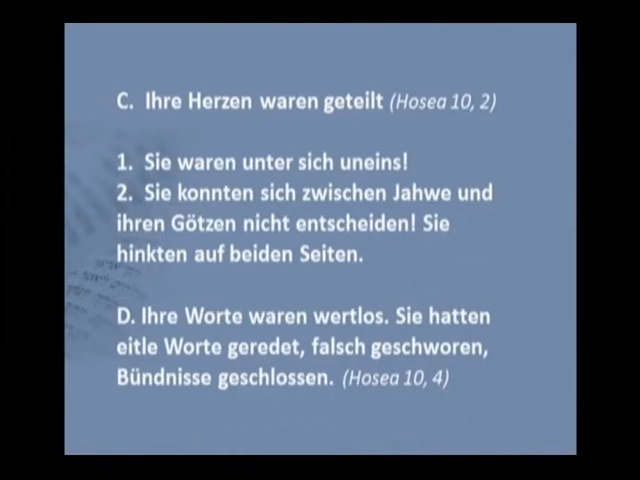 C. Ihre Herzen waren geteilt (Hosea 10, 2)
1. Sie waren unter sich uneins!
2. Sie konnten sich zwischen Jahwe und
ihren Götzen nicht entscheiden! Sie
hinkten auf beiden Seiten.
D. Ihre Worte waren wertlos. Sie hatten
eitle Worte geredet, falsch geschworen,
Bündnisse geschlossen. (Hosea 10, 4)